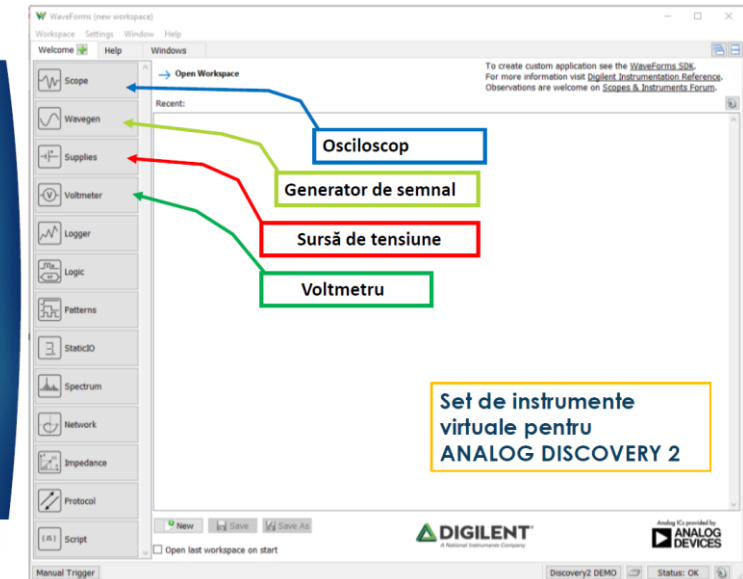 WaveForms (new workspace)
Workspace Settings Window Help
Welcome Help Windows
Scope
Wavegen
Supplies
Voltmeter
Logger
Logic
Patterns
StaticIO
Spectrum
Network
Impedance
Protocol
Script
Open Workspace
To create custom application see the WaveForms SDK.
For more information visit Digilent Instrumentation Reference.
Observations are welcome on Scopes & Instruments Forum.
Recent:
Osciloscop
Generator de semnal
Sursă de tensiune
Voltmetru
Set de instrumente
virtuale pentru
ANALOG DISCOVERY 2
New Save Save As
Open last workspace on start
DIGILENT
A National Instruments Company
Analog ICs provided by
ANALOG
DEVICES
Manual Trigger
Discovery2 DEMO Status: OK